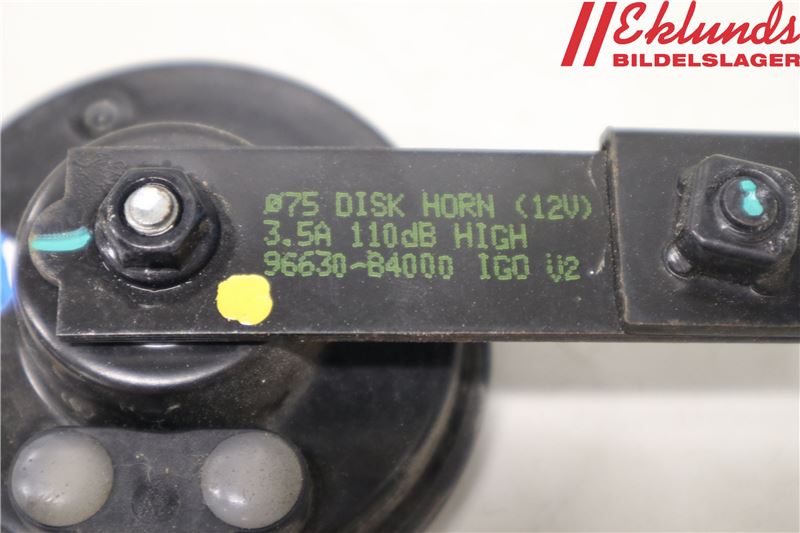 Eklunds
BILDELSLAGER
Ø75 DISK HORN (12V)
3.5A 110dB HIGH
96630-B4000 IGO V2